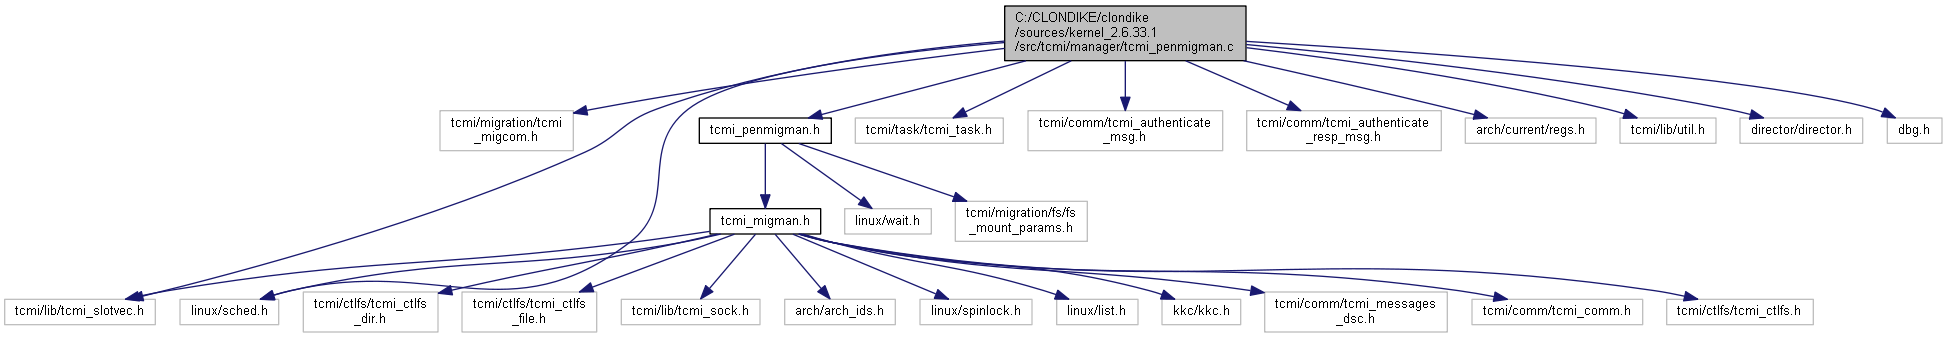 C:/CLONDIKE/clondike
/sources/kernel_2.6.33.1
/src/tcmi/manager/tcmi_penmigman.c
tcmi/migration/tcmi
_migcom.h
tcmi_penmigman.h
tcmi/task/tcmi_task.h
tcmi/comm/tcmi_authenticate
_msg.h
tcmi/comm/tcmi_authenticate
_resp_msg.h
arch/current/regs.h
tcmi/lib/util.h
director/director.h
dbg.h
tcmi_migman.h
linux/wait.h
tcmi/migration/fs/fs
_mount_params.h
tcmi/lib/tcmi_slotvec.h
linux/sched.h
tcmi/ctlfs/tcmi_ctlfs
_dir.h
tcmi/ctlfs/tcmi_ctlfs
_file.h
tcmi/lib/tcmi_sock.h
arch/arch_ids.h
linux/spinlock.h
linux/list.h
kkc/kkc.h
tcmi/comm/tcmi_messages
_dsc.h
tcmi/comm/tcmi_comm.h
tcmi/ctlfs/tcmi_ctlfs.h